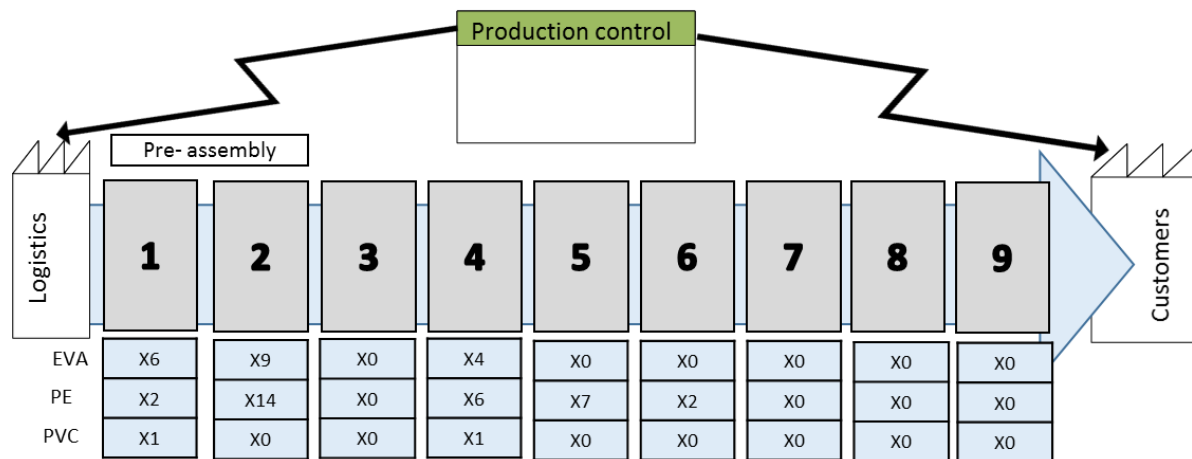 Production control
Pre- assembly
Logistics
1 2 3 4 5 6 7 8 9
Customers
EVA X6 X9 X0 X4 X0 X0 X0 X0 X0
PE X2 X14 X0 X6 X7 X2 X0 X0 X0
PVC X1 X0 X0 X1 X0 X0 X0 X0 X0